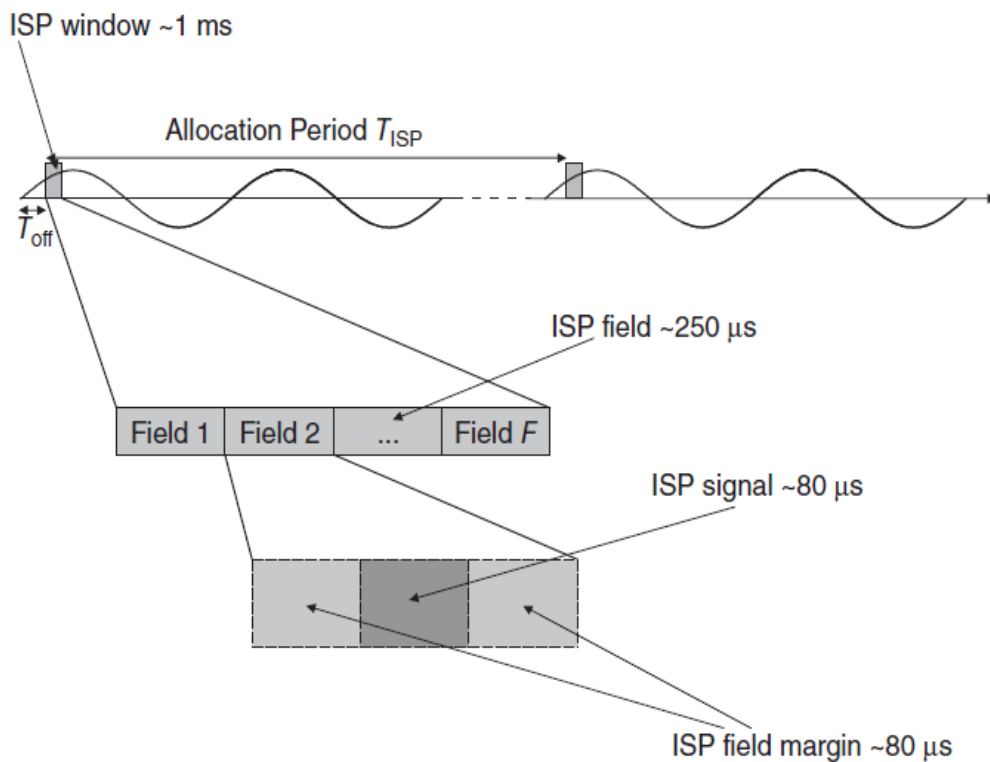 ISP window ~1 ms
Allocation Period T_ISP
T_off
ISP field ~250 μs
Field 1 Field 2 ... Field F
ISP signal ~80 μs
ISP field margin ~80 μs